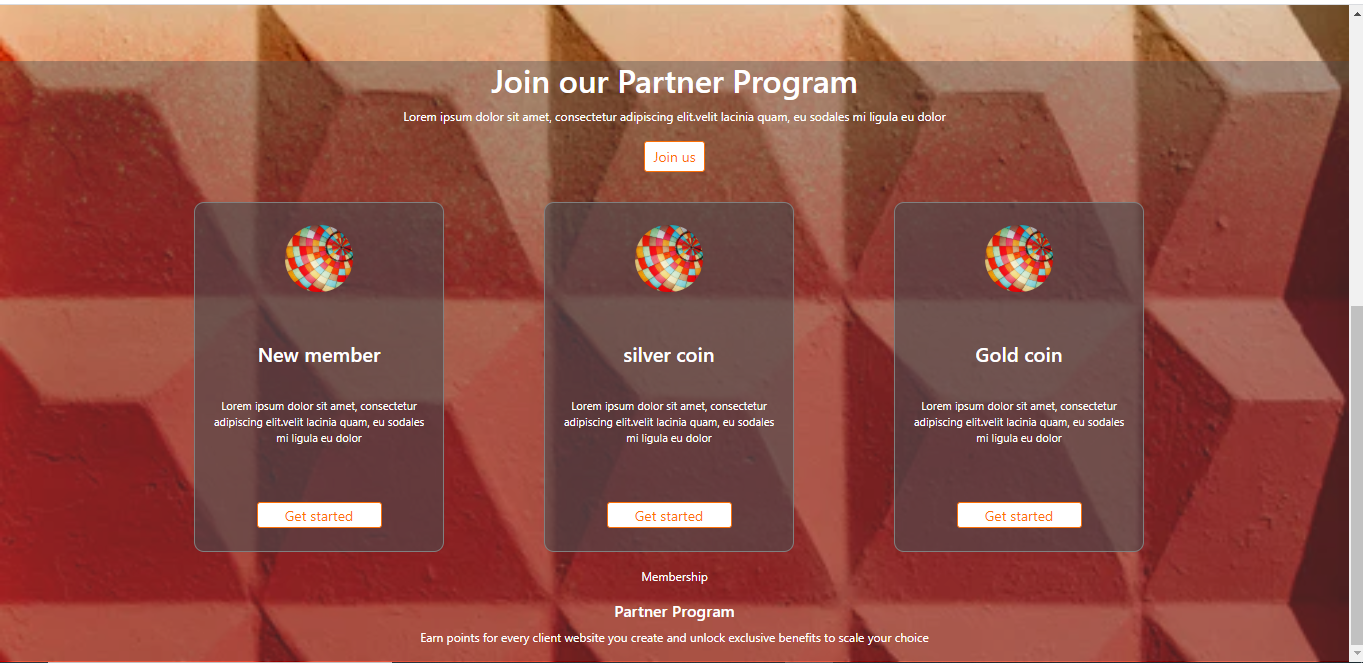 Join our Partner Program
Lorem ipsum dolor sit amet, consectetur adipiscing elit.velit lacinia quam, eu sodales mi ligula eu dolor
Join us
New member
Lorem ipsum dolor sit amet, consectetur
adipiscing elit.velit lacinia quam, eu sodales
mi ligula eu dolor
Get started
silver coin
Lorem ipsum dolor sit amet, consectetur
adipiscing elit.velit lacinia quam, eu sodales
mi ligula eu dolor
Get started
Gold coin
Lorem ipsum dolor sit amet, consectetur
adipiscing elit.velit lacinia quam, eu sodales
mi ligula eu dolor
Get started
Membership
Partner Program
Earn points for every client website you create and unlock exclusive benefits to scale your choice